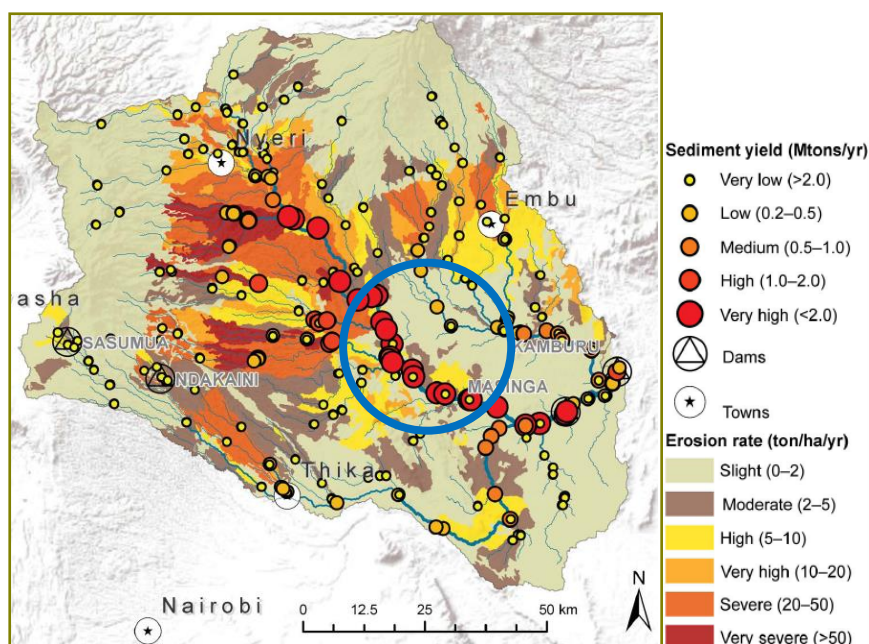 Nyeri
Embu
asha
SASUMUA
NDAKAINI
KAMBURU
MASINGA
Thika
Nairobi
0 12.5 25 50 km
N
Sediment yield (Mtons/yr)
Very low (>2.0)
Low (0.2–0.5)
Medium (0.5–1.0)
High (1.0–2.0)
Very high (<2.0)
Dams
Towns
Erosion rate (ton/ha/yr)
Slight (0–2)
Moderate (2–5)
High (5–10)
Very high (10–20)
Severe (20–50)
Very severe (>50)